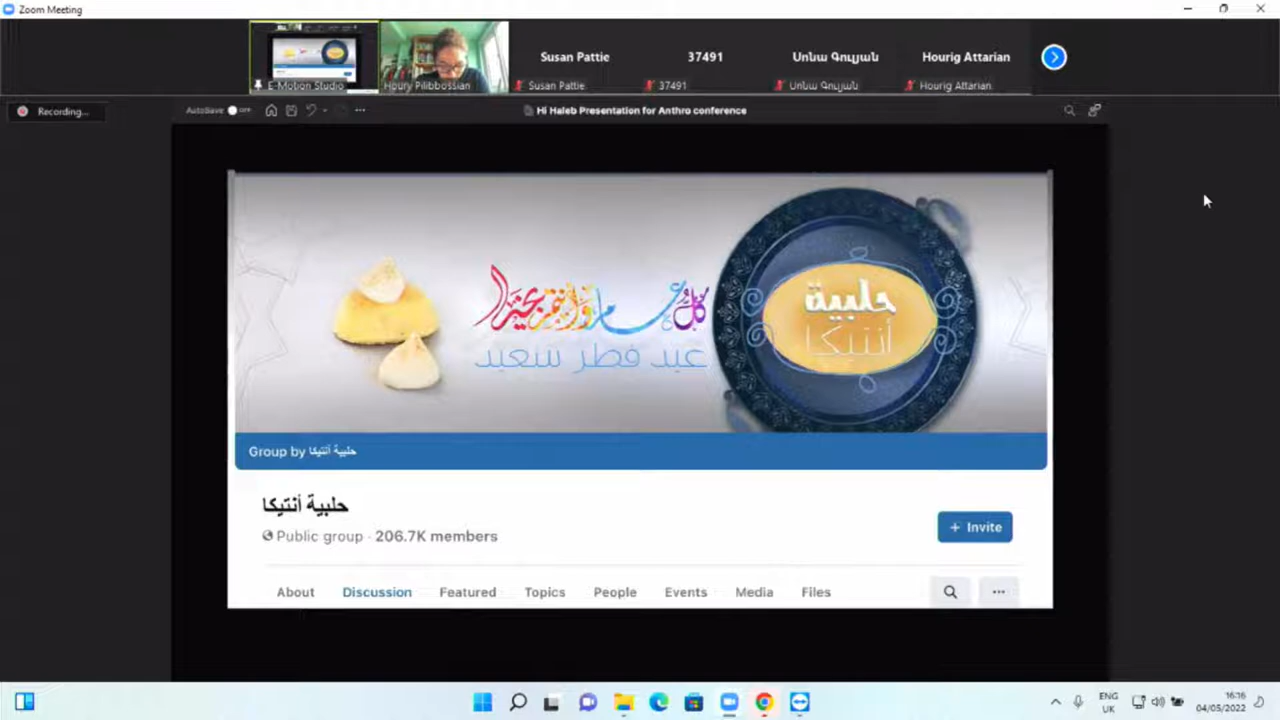 Zoom Meeting
Susan Pattie
37491
Սոնա Գույան
Hourig Attarian
E-Motion Studio
Houry Pilibbossian
Susan Pattie
37491
Սոնա Գույան
Hourig Attarian
Recording...
AutoSave OFF
Hi Haleb Presentation for Anthro conference
كل عام وأنتم بخير
عيد فطر سعيد
حلبية
أنتيكا
Group by حلبية أنتيكا
حلبية أنتيكا
Public group · 206.7K members
+ Invite
About Discussion Featured Topics People Events Media Files
ENG
UK
16:16
04/05/2022